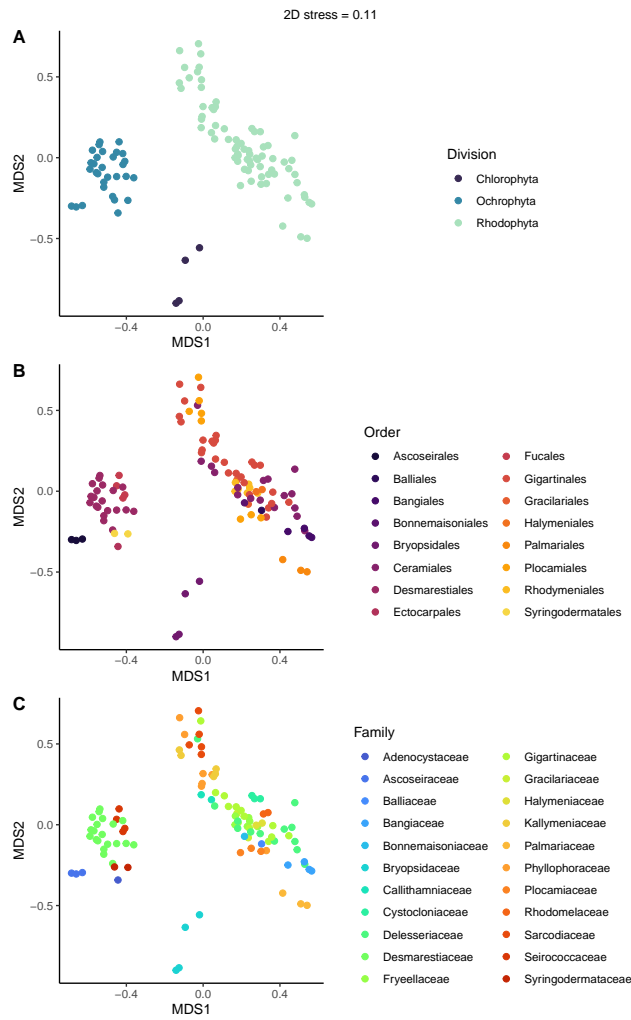 2D stress = 0.11
A
0.5
0.0
−0.5
MDS2
−0.4 0.0 0.4
MDS1
Division
Chlorophyta
Ochrophyta
Rhodophyta
B
0.5
0.0
−0.5
MDS2
−0.4 0.0 0.4
MDS1
Order
Ascoseirales Fucales
Balliales Gigartinales
Bangiales Gracilariales
Bonnemaisoniales Halymeniales
Bryopsidales Palmariales
Ceramiales Plocamiales
Desmarestiales Rhodymeniales
Ectocarpales Syringodermatales
C
0.5
0.0
−0.5
MDS2
−0.4 0.0 0.4
MDS1
Family
Adenocystaceae Gigartinaceae
Ascoseiraceae Gracilariaceae
Balliaceae Halymeniaceae
Bangiaceae Kallymeniaceae
Bonnemaisoniaceae Palmariaceae
Bryopsidaceae Phyllophoraceae
Callithamniaceae Plocamiaceae
Cystocloniaceae Rhodomelaceae
Delesseriaceae Sarcodiaceae
Desmarestiaceae Seirococcaceae
Fryeellaceae Syringodermataceae